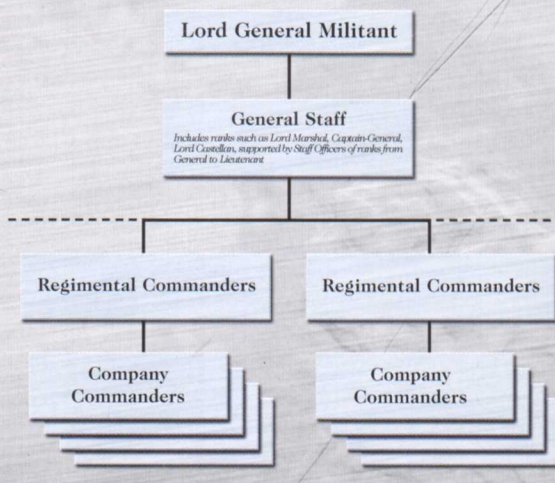 Lord General Militant
General Staff
Includes ranks such as Lord Marshal, Captain-General,
Lord Castellan, supported by Staff Officers of ranks from
General to Lieutenant
Regimental Commanders
Regimental Commanders
Company
Commanders
Company
Commanders